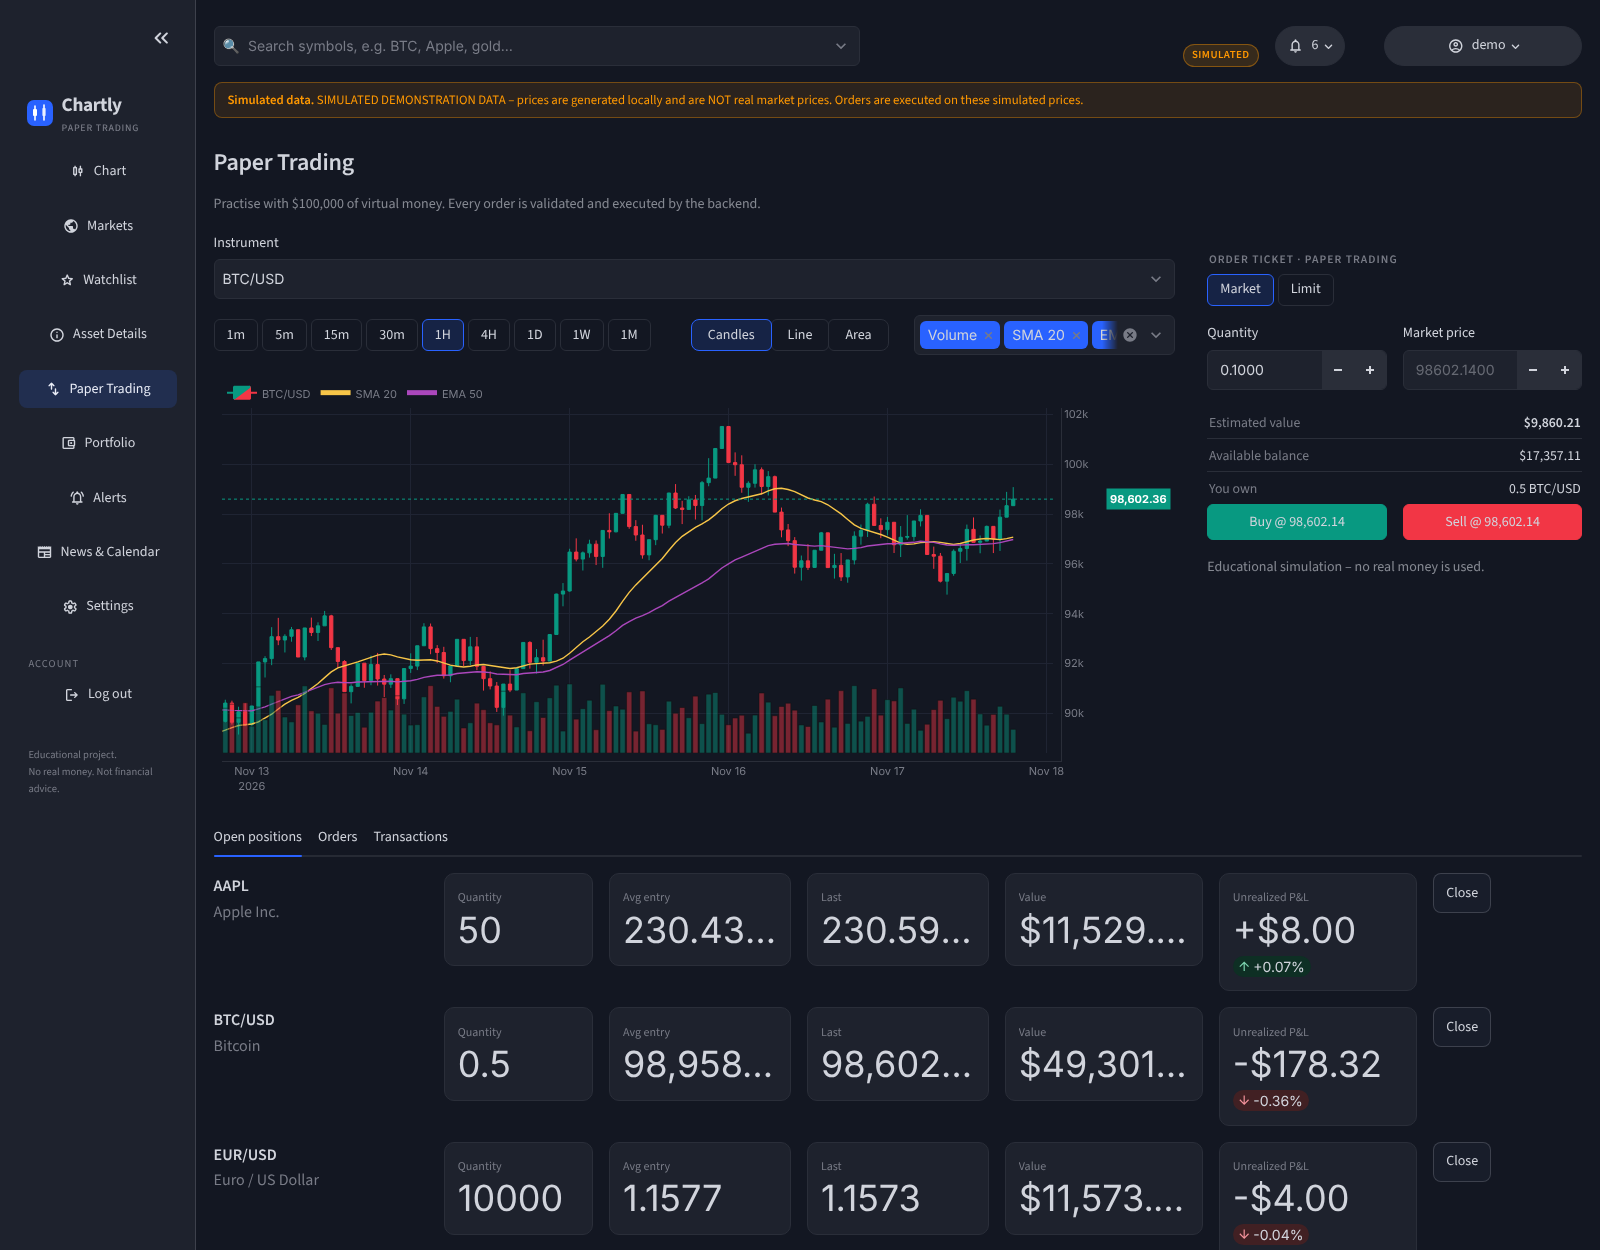 Chartly
PAPER TRADING
Chart
Markets
Watchlist
Asset Details
Paper Trading
Portfolio
Alerts
News & Calendar
Settings
ACCOUNT
Log out
Educational project.
No real money. Not financial
advice.
Search symbols, e.g. BTC, Apple, gold...
SIMULATED
6
demo
Simulated data. SIMULATED DEMONSTRATION DATA – prices are generated locally and are NOT real market prices. Orders are executed on these simulated prices.
Paper Trading
Practise with $100,000 of virtual money. Every order is validated and executed by the backend.
Instrument
BTC/USD
1m 5m 15m 30m 1H 4H 1D 1W 1M
Candles Line Area
Volume × SMA 20 ×
BTC/USD SMA 20 EMA 50
102k
100k
98,602.36
98k
96k
94k
92k
90k
Nov 13 Nov 14 Nov 15 Nov 16 Nov 17 Nov 18
2026
ORDER TICKET · PAPER TRADING
Market Limit
Quantity Market price
0.1000 − + 98602.1400 − +
Estimated value $9,860.21
Available balance $17,357.11
You own 0.5 BTC/USD
Buy @ 98,602.14 Sell @ 98,602.14
Educational simulation – no real money is used.
Open positions Orders Transactions
AAPL
Apple Inc.
Quantity Avg entry Last Value Unrealized P&L
50 230.43... 230.59... $11,529.... +$8.00
↑ +0.07%
Close
BTC/USD
Bitcoin
Quantity Avg entry Last Value Unrealized P&L
0.5 98,958... 98,602... $49,301... -$178.32
↓ -0.36%
Close
EUR/USD
Euro / US Dollar
Quantity Avg entry Last Value Unrealized P&L
10000 1.1577 1.1573 $11,573.... -$4.00
↓ -0.04%
Close